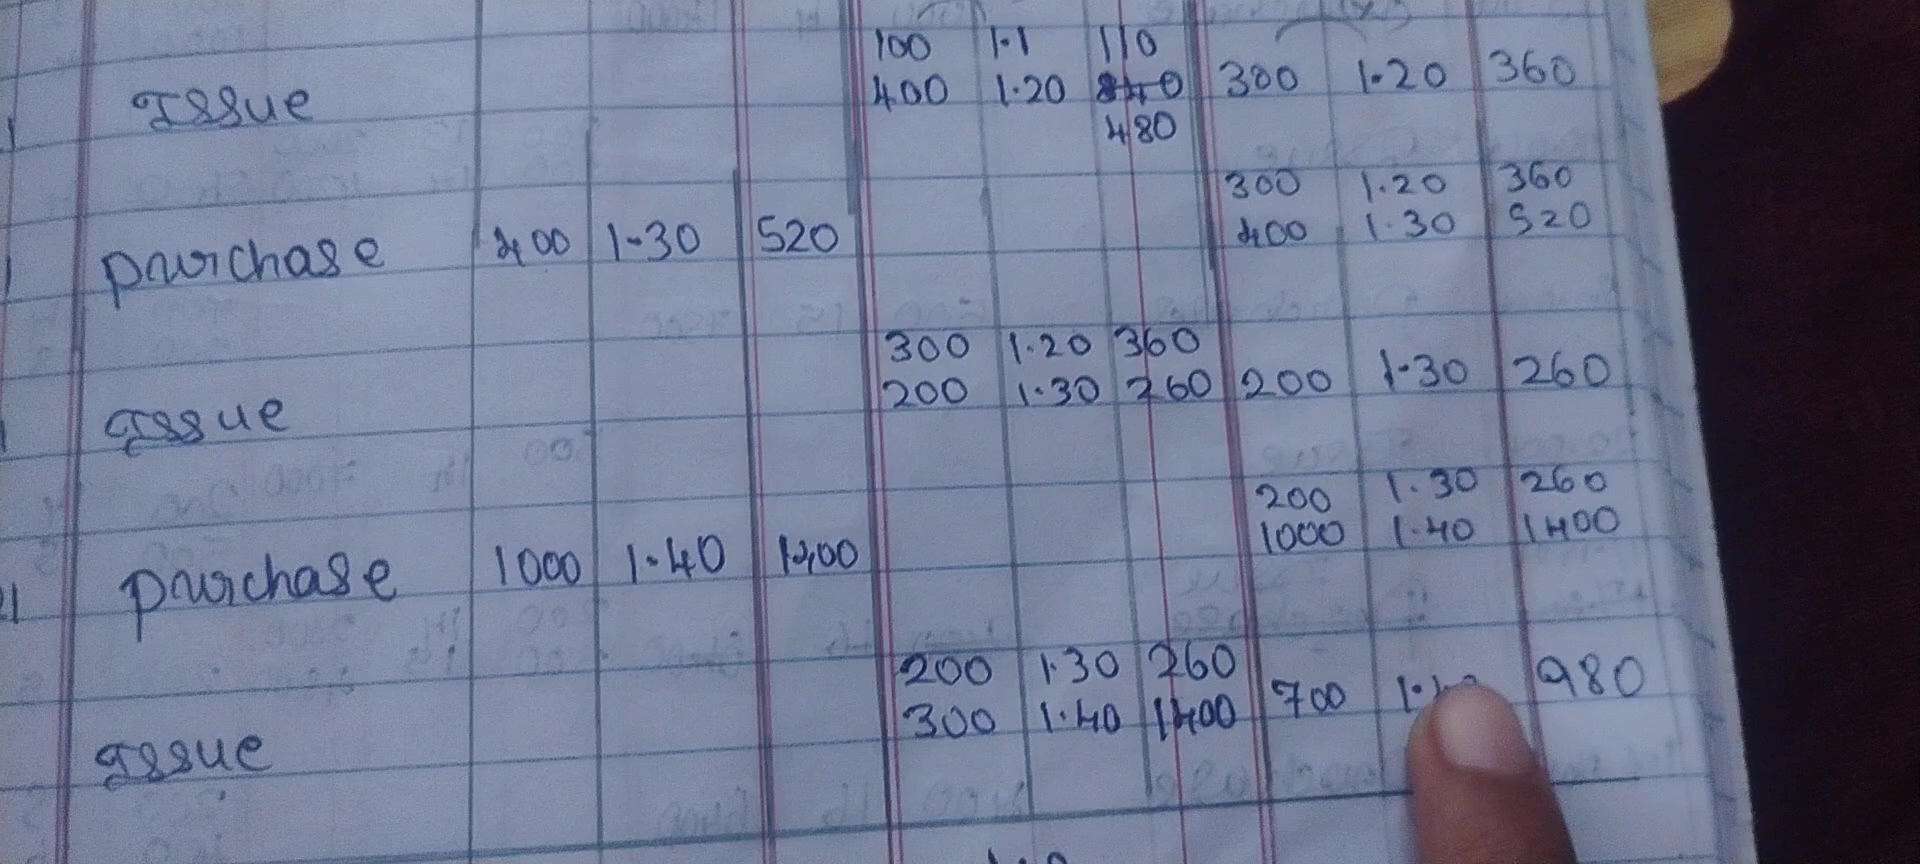 100 1.1 110
Issue 400 1.20 300 1.20 360
480
300 1.20 360
purchase 400 1.30 520 400 1.30 520
300 1.20 360
Issue 200 1.30 260 200 1.30 260
200 1.30 260
purchase 1000 1.40 1400 1000 1.40 1400
200 1.30 260
Issue 300 1.40 1400 700 980